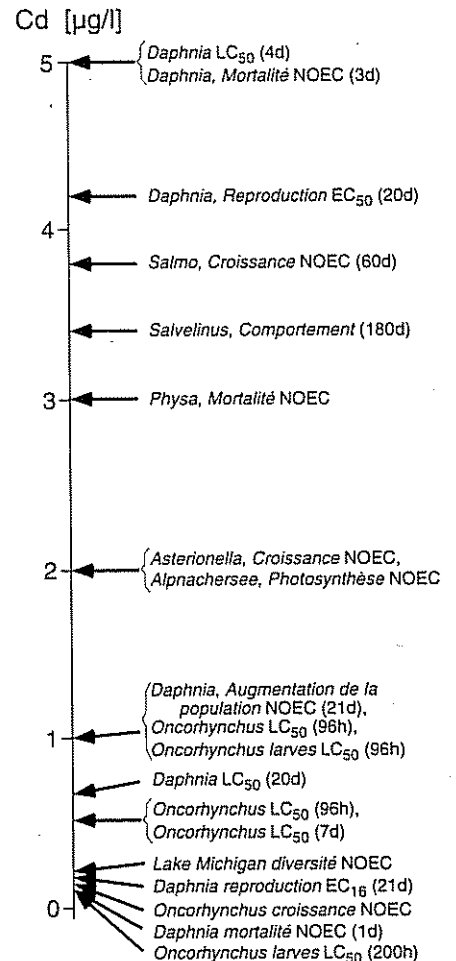 Cd [µg/l]
5
Daphnia LC50 (4d)
Daphnia, Mortalité NOEC (3d)
Daphnia, Reproduction EC50 (20d)
4
Salmo, Croissance NOEC (60d)
Salvelinus, Comportement (180d)
3
Physa, Mortalité NOEC
2
Asterionella, Croissance NOEC,
Alpnachersee, Photosynthèse NOEC
Daphnia, Augmentation de la
population NOEC (21d),
1
Oncorhynchus LC50 (96h),
Oncorhynchus larves LC50 (96h)
Daphnia LC50 (20d)
Oncorhynchus LC50 (96h),
Oncorhynchus LC50 (7d)
Lake Michigan diversité NOEC
Daphnia reproduction EC16 (21d)
0
Oncorhynchus croissance NOEC
Daphnia mortalité NOEC (1d)
Oncorhynchus larves LC50 (200h)